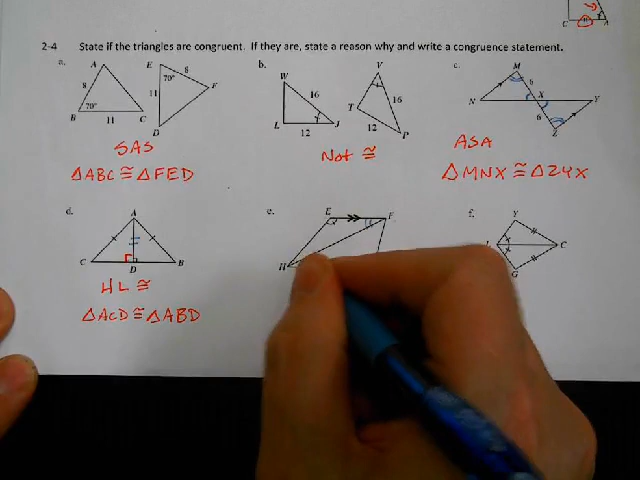 C A
2-4 State if the triangles are congruent. If they are, state a reason why and write a congruence statement.
a. A B C 8 70° 11
E F D 8 70° 11
SAS
△ABC ≅ △FED
b. W L J 16 12
V T P 16 12
Not ≅
c. M N X Y Z 6 6
ASA
△MNX ≅ △ZYX
d. A C D B
HL ≅
△ACD ≅ △ABD
e. E F H
f. Y C G